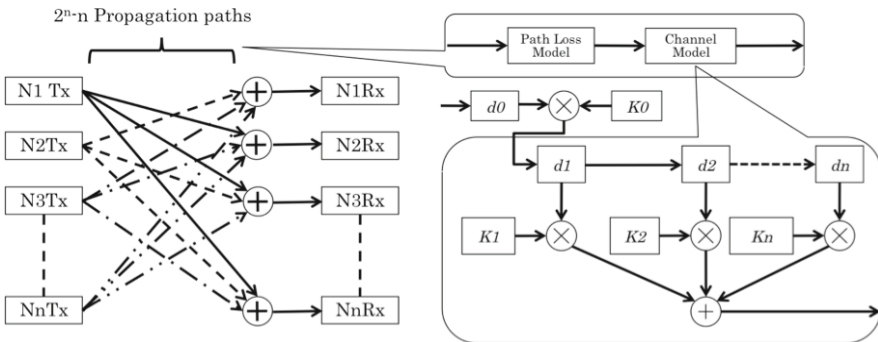 2ⁿ-n Propagation paths
N1 Tx
N2Tx
N3Tx
NnTx
N1Rx
N2Rx
N3Rx
NnRx
Path Loss
Model
Channel
Model
d0
K0
d1
d2
dn
K1
K2
Kn